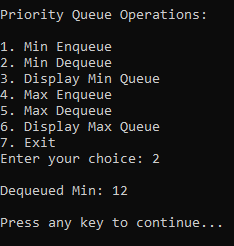 Priority Queue Operations:
1. Min Enqueue
2. Min Dequeue
3. Display Min Queue
4. Max Enqueue
5. Max Dequeue
6. Display Max Queue
7. Exit
Enter your choice: 2
Dequeued Min: 12
Press any key to continue...